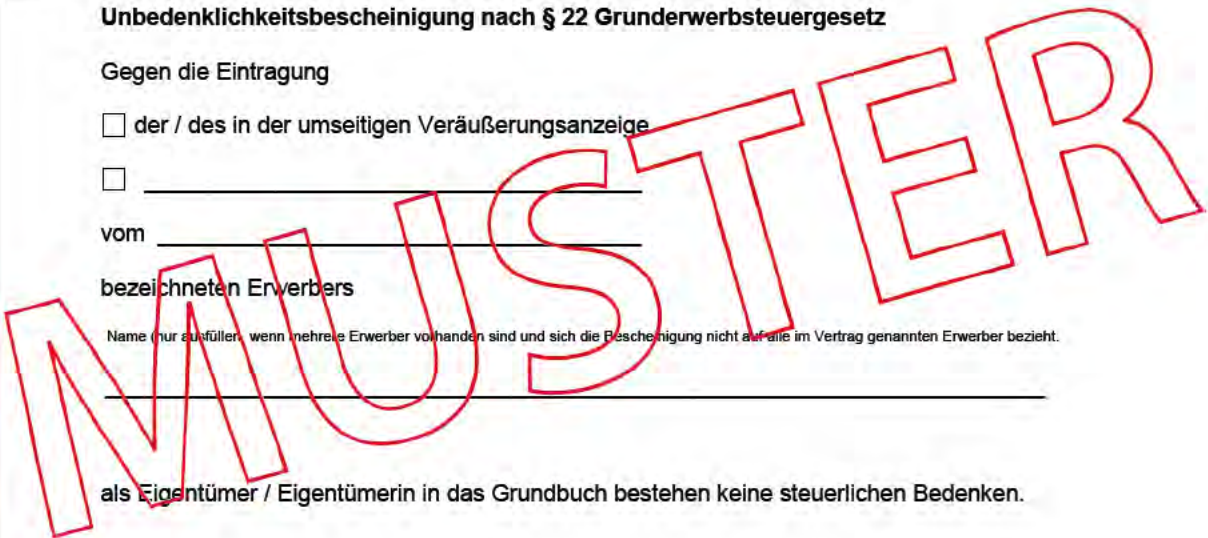 Unbedenklichkeitsbescheinigung nach § 22 Grunderwerbsteuergesetz
Gegen die Eintragung
der / des in der umseitigen Veräußerungsanzeige
vom
bezeichneten Erwerbers
Name (nur ausfüllen, wenn mehrere Erwerber vorhanden sind und sich die Bescheinigung nicht auf alle im Vertrag genannten Erwerber bezieht.
als Eigentümer / Eigentümerin in das Grundbuch bestehen keine steuerlichen Bedenken.
MUSTER